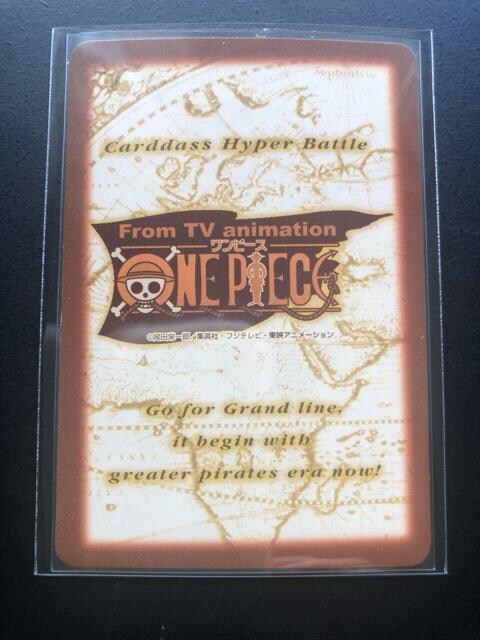 Septentrio
Carddass Hyper Battle
From TV animation
ワンピース
ONE PIECE
©尾田栄一郎／集英社・フジテレビ・東映アニメーション
Go for Grand line,
it begin with
greater pirates era now!